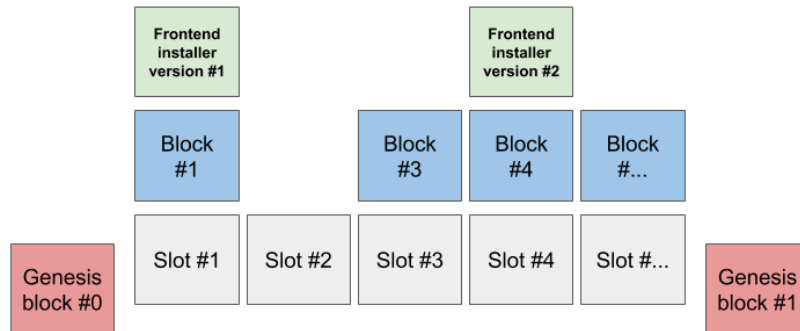 Frontend
installer
version #1
Frontend
installer
version #2
Block
#1
Block
#3
Block
#4
Block
#...
Slot #1
Slot #2
Slot #3
Slot #4
Slot #...
Genesis
block #0
Genesis
block #1